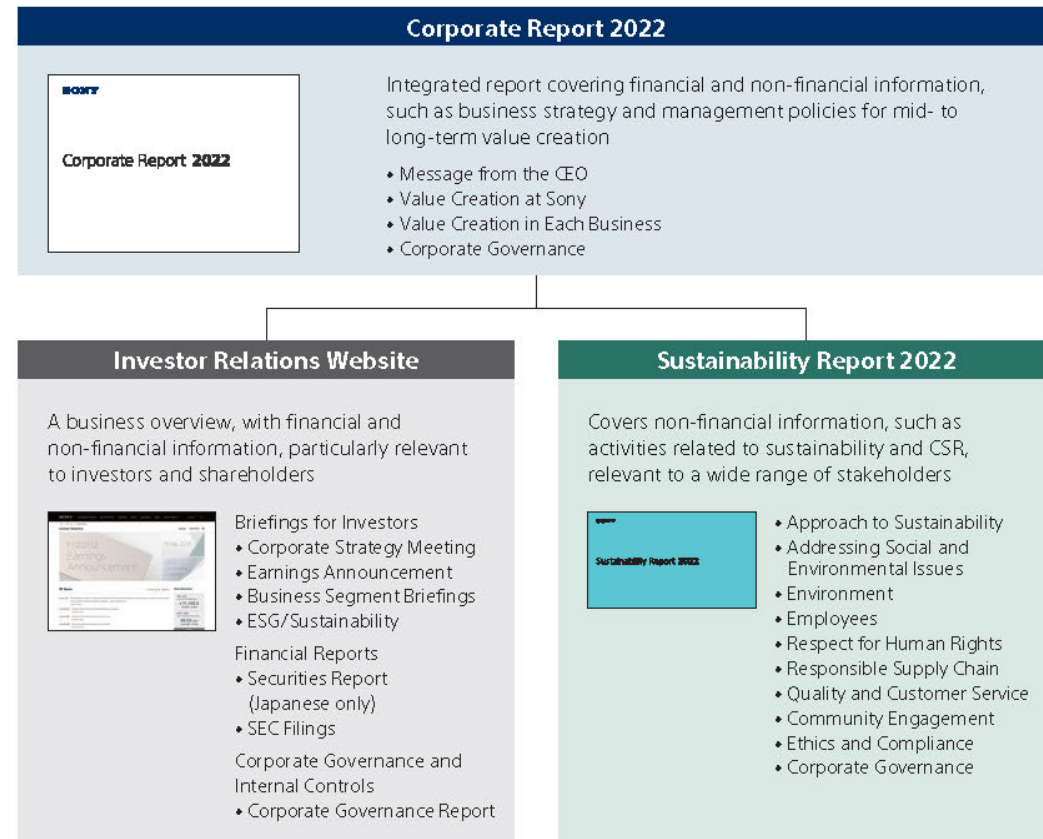 Corporate Report 2022
SONY
Corporate Report 2022
Integrated report covering financial and non-financial information,
such as business strategy and management policies for mid- to
long-term value creation
• Message from the CEO
• Value Creation at Sony
• Value Creation in Each Business
• Corporate Governance
Investor Relations Website
A business overview, with financial and
non-financial information, particularly relevant
to investors and shareholders
Earnings
Announcement
Briefings for Investors
• Corporate Strategy Meeting
• Earnings Announcement
• Business Segment Briefings
• ESG/Sustainability
Financial Reports
• Securities Report
(Japanese only)
• SEC Filings
Corporate Governance and
Internal Controls
• Corporate Governance Report
Sustainability Report 2022
Covers non-financial information, such as
activities related to sustainability and CSR,
relevant to a wide range of stakeholders
Sustainability Report 2022
• Approach to Sustainability
• Addressing Social and
Environmental Issues
• Environment
• Employees
• Respect for Human Rights
• Responsible Supply Chain
• Quality and Customer Service
• Community Engagement
• Ethics and Compliance
• Corporate Governance